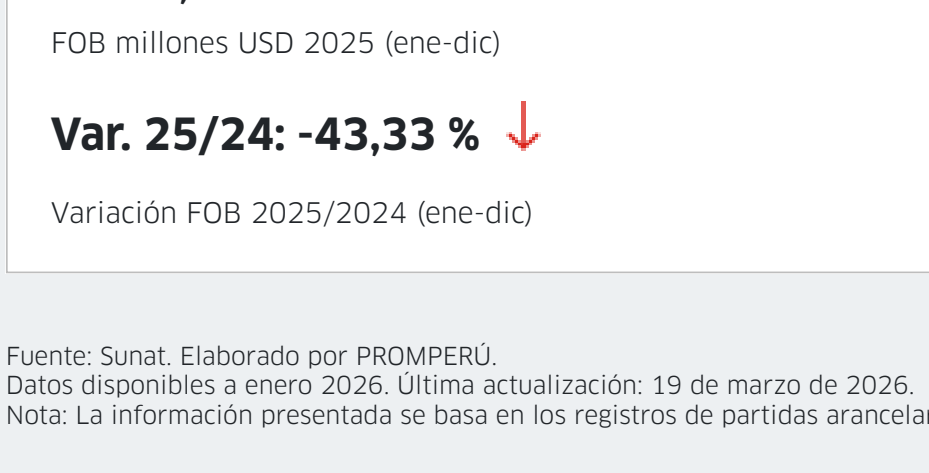 FOB millones USD 2025 (ene-dic)
Var. 25/24: -43,33 %
Variación FOB 2025/2024 (ene-dic)
Fuente: Sunat. Elaborado por PROMPERÚ.
Datos disponibles a enero 2026. Última actualización: 19 de marzo de 2026.
Nota: La información presentada se basa en los registros de partidas